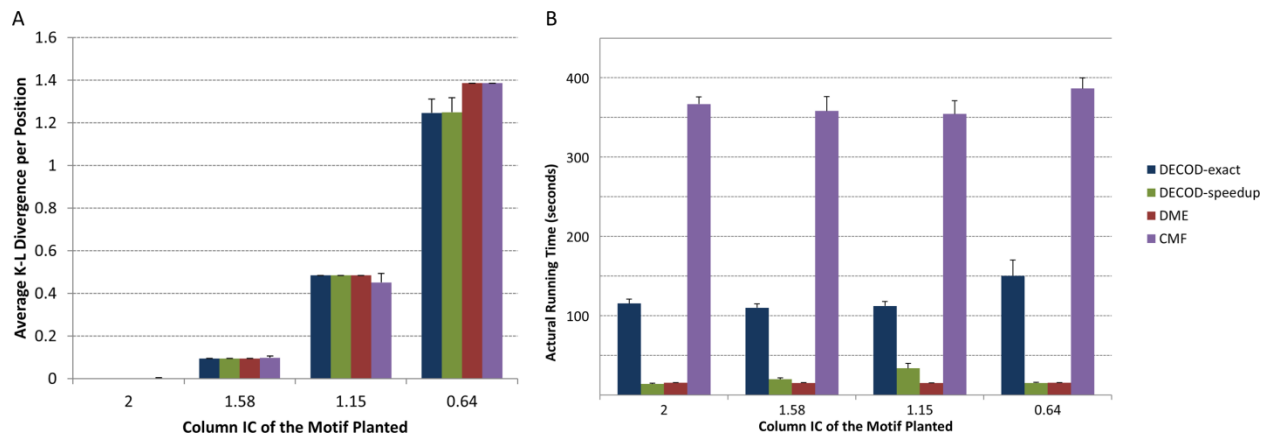 A
Average K-L Divergence per Position
1.6
1.4
1.2
1
0.8
0.6
0.4
0.2
0
2
1.58
1.15
0.64
Column IC of the Motif Planted
B
Actural Running Time (seconds)
400
300
200
100
2
1.58
1.15
0.64
Column IC of the Motif Planted
DECOD-exact
DECOD-speedup
DME
CMF